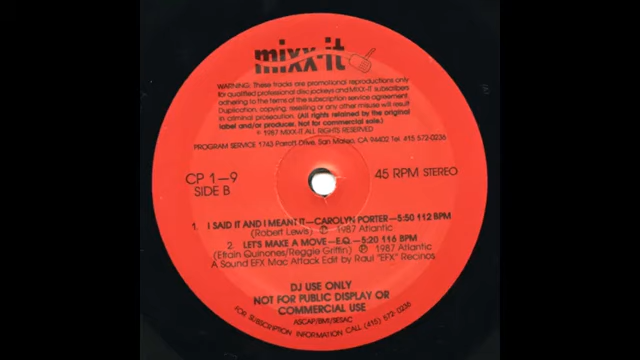 mixx-it
WARNING: These tracks are promotional reproductions only
for qualified professional disc jockeys and MIXX-IT subscribers
adhering to the terms of the subscription service agreement.
Duplication, copying, reselling or any other misuse will result
in criminal prosecution. (All rights retained by the original
label and/or producer. Not for commercial sale.)
℗ 1987 MIXX-IT ALL RIGHTS RESERVED
PROGRAM SERVICE 1743 Parrott Drive, San Mateo, CA 94402 Tel. 415 572-0236
CP 1—9
SIDE B
45 RPM STEREO
1. I SAID IT AND I MEANT IT—CAROLYN PORTER—5:50 112 BPM
(Robert Lewis) ℗ 1987 Atlantic
2. LET'S MAKE A MOVE—E.Q.—5:20 116 BPM
(Efrain Quinones/Reggie Griffin) ℗ 1987 Atlantic
A Sound EFX Mac Attack Edit by Raul "EFX" Recinos
DJ USE ONLY
NOT FOR PUBLIC DISPLAY OR
COMMERCIAL USE
ASCAP/BMI/SESAC
FOR SUBSCRIPTION INFORMATION CALL (415) 572-0236